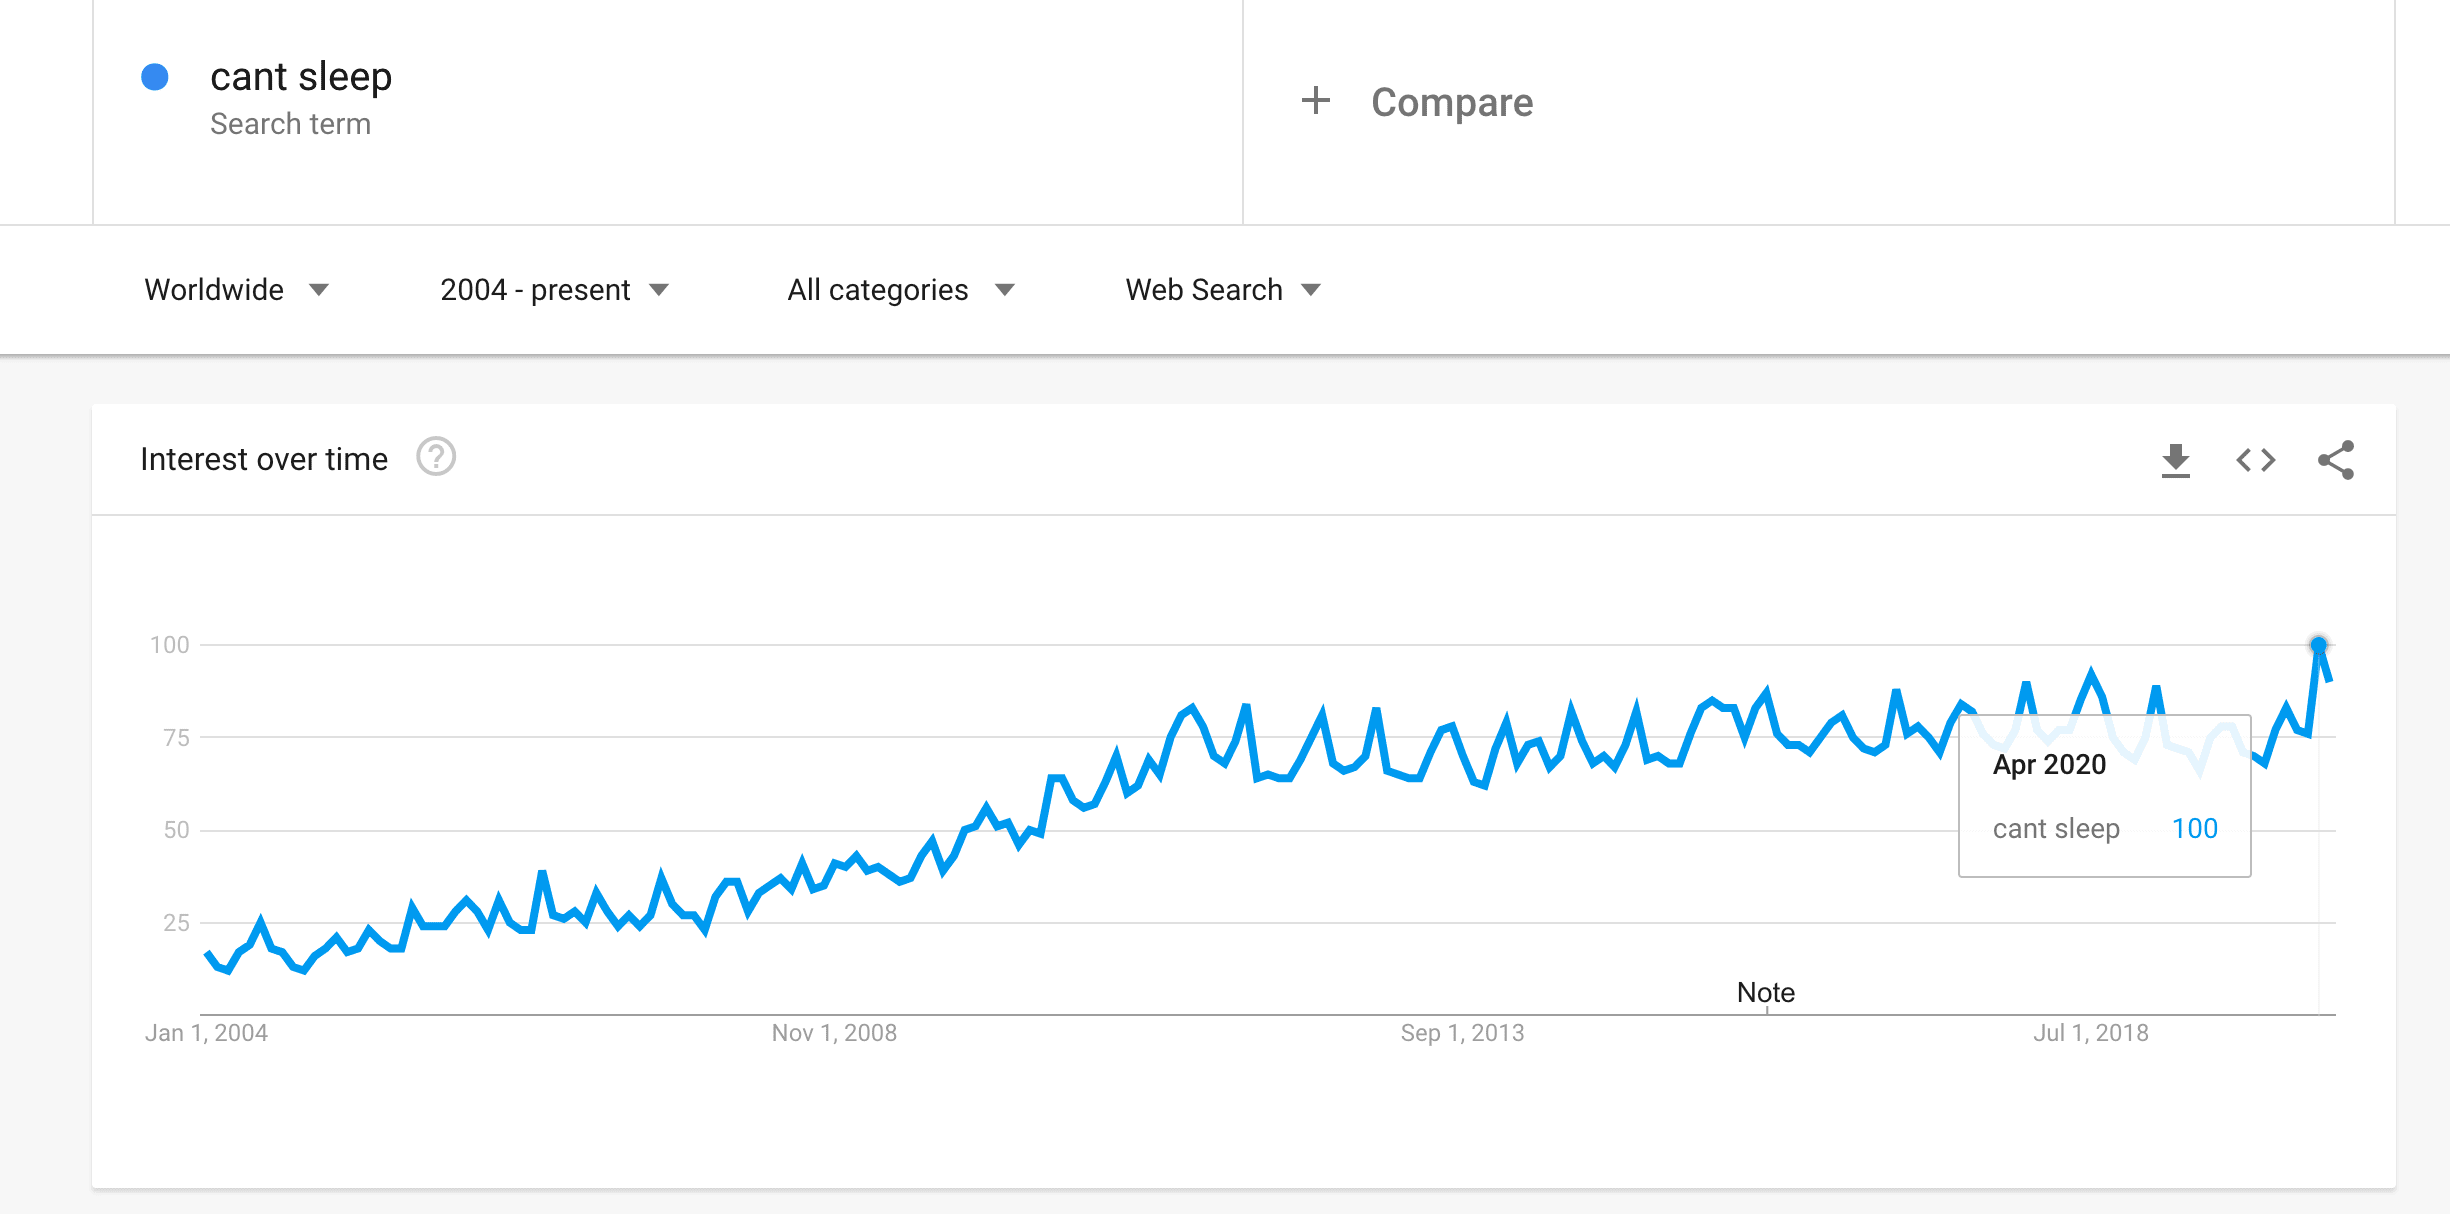 cant sleep
Search term
Compare
Worldwide
2004 - present
All categories
Web Search
Interest over time
?
100
75
50
25
Apr 2020
cant sleep 100
Note
Jan 1, 2004
Nov 1, 2008
Sep 1, 2013
Jul 1, 2018